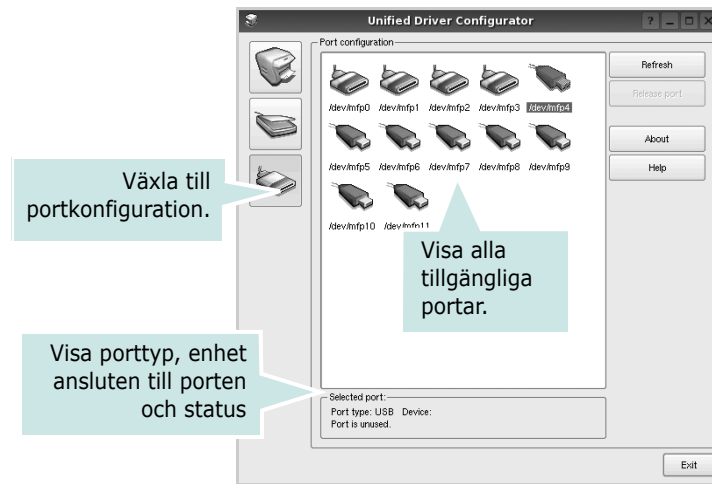 Unified Driver Configurator
Port configuration
/dev/mfp0 /dev/mfp1 /dev/mfp2 /dev/mfp3 /dev/mfp4
/dev/mfp5 /dev/mfp6 /dev/mfp7 /dev/mfp8 /dev/mfp9
/dev/mfp10 /dev/mfp11
Refresh
Release port
About
Help
Växla till
portkonfiguration.
Visa alla
tillgängliga
portar.
Visa porttyp, enhet
ansluten till porten
och status
Selected port:
Port type: USB Device:
Port is unused.
Exit